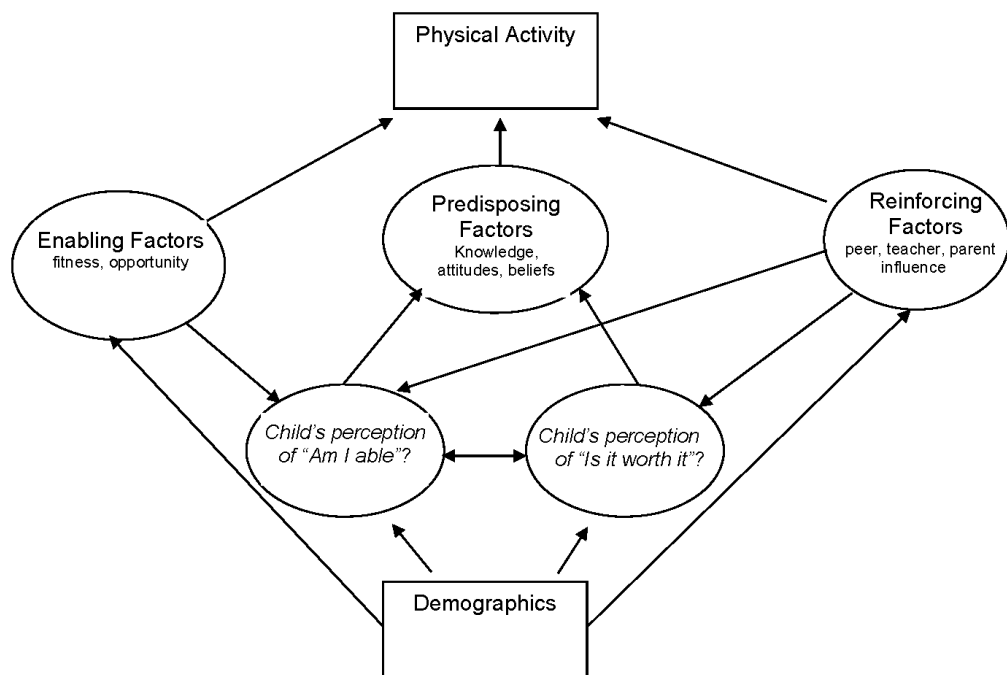 Physical Activity
Predisposing
Factors
Knowledge,
attitudes, beliefs
Enabling Factors
fitness, opportunity
Reinforcing
Factors
peer, teacher, parent
influence
Child’s perception
of “Am I able”?
Child’s perception
of “Is it worth it”?
Demographics